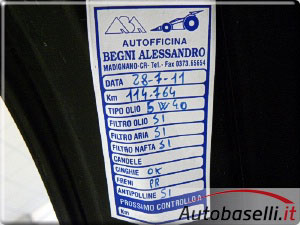 ABA
AUTOFFICINA
BEGNI ALESSANDRO
MADIGNANO-CR- Tel.- Fax 0373.65654
DATA 28-7-11
Km 114.764
TIPO OLIO 5W40
FILTRO OLIO SI
FILTRO ARIA SI
FILTRO NAFTA SI
CANDELE
CINGHIE OK
FRENI
ANTIPOLLINE SI
PROSSIMO CONTROLLO A
Km
Autobaselli.it